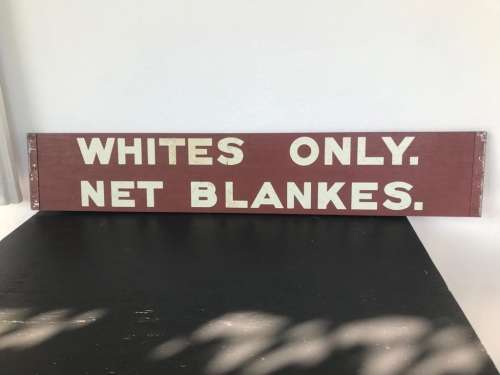 WHITES ONLY.
NET BLANKES.